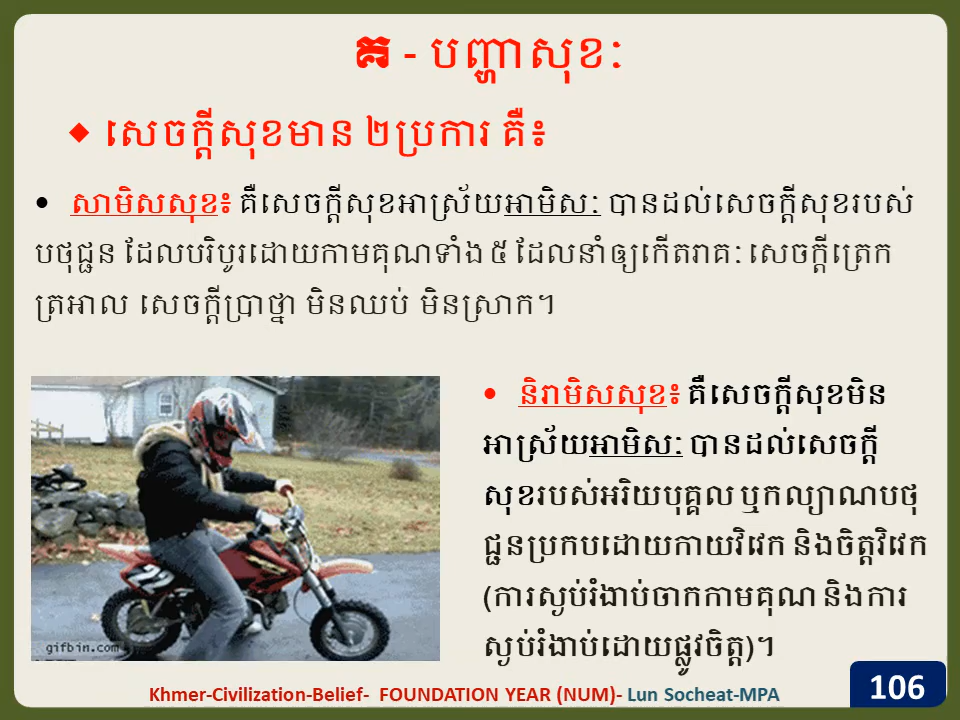 គ - បញ្ហាសុខៈ
◆ សេចក្ដីសុខមាន ២ប្រការ គឺ៖
• សាមិសសុខ៖ គឺសេចក្ដីសុខអាស្រ័យអាមិសៈ បានដល់សេចក្ដីសុខរបស់
បថុជ្ជន ដែលបរិបូរដោយកាមគុណទាំង៥ ដែលនាំឲ្យកើតរាគៈ សេចក្ដីត្រេក
ត្រអាល សេចក្ដីប្រាថ្នា មិនឈប់ មិនស្រាក។
• និរាមិសសុខ៖ គឺសេចក្ដីសុខមិន
អាស្រ័យអាមិសៈ បានដល់សេចក្ដី
សុខរបស់អរិយបុគ្គល ឬកល្យាណបថុ
ជ្ជនប្រកបដោយកាយវិវេក និងចិត្តវិវេក
(ការស្ងប់រំងាប់ចាកកាមគុណ និងការ
ស្ងប់រំងាប់ដោយផ្លូវចិត្ត)។
22
gifbin.com
Khmer-Civilization-Belief- FOUNDATION YEAR (NUM)- Lun Socheat-MPA
106